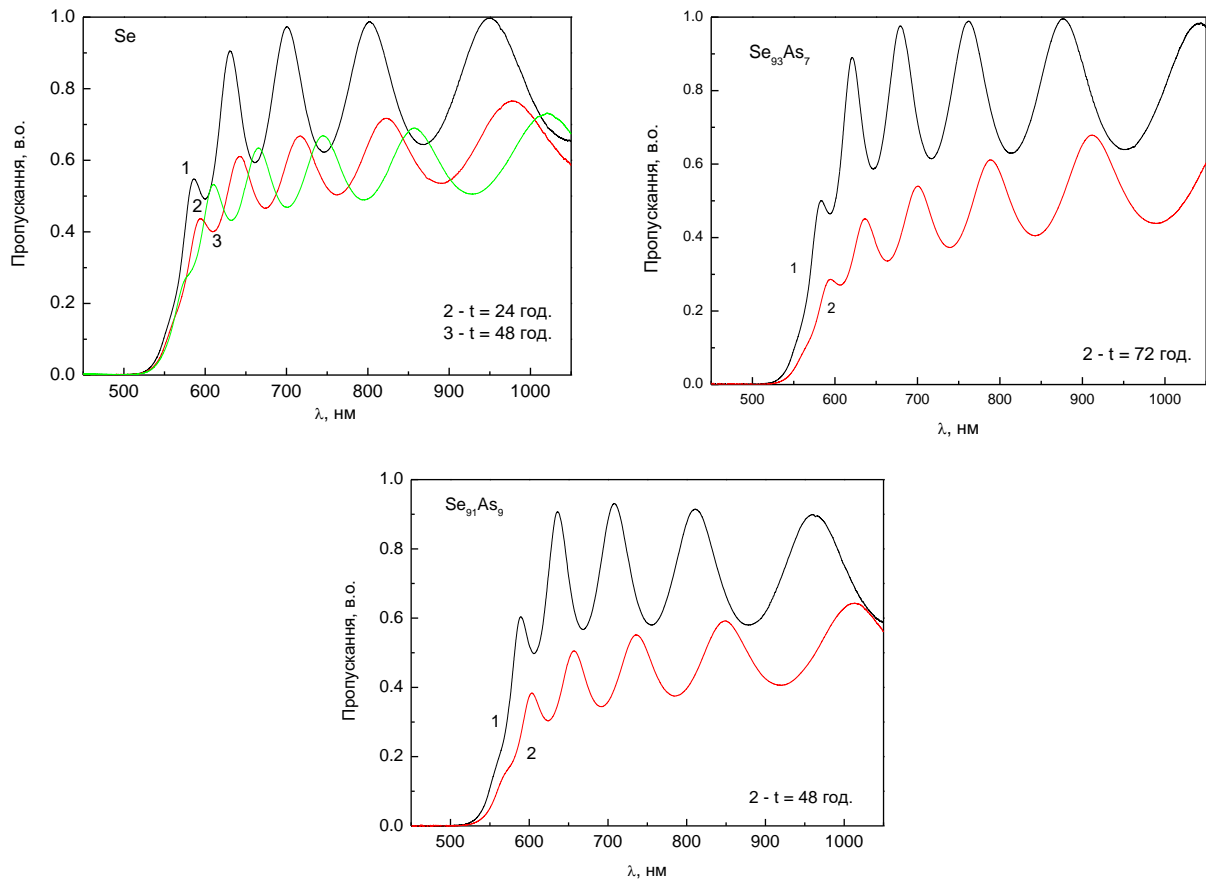 Se
Пропускання, в.о.
1.0
0.8
0.6
0.4
0.2
0.0
1
2
3
2 - t = 24 год.
3 - t = 48 год.
500 600 700 800 900 1000
λ, нм
Se₉₃As₇
Пропускання, в.о.
1.0
0.8
0.6
0.4
0.2
0.0
1
2
2 - t = 72 год.
500 600 700 800 900 1000
λ, нм
Se₉₁As₉
Пропускання, в.о.
1.0
0.8
0.6
0.4
0.2
0.0
1
2
2 - t = 48 год.
500 600 700 800 900 1000
λ, нм